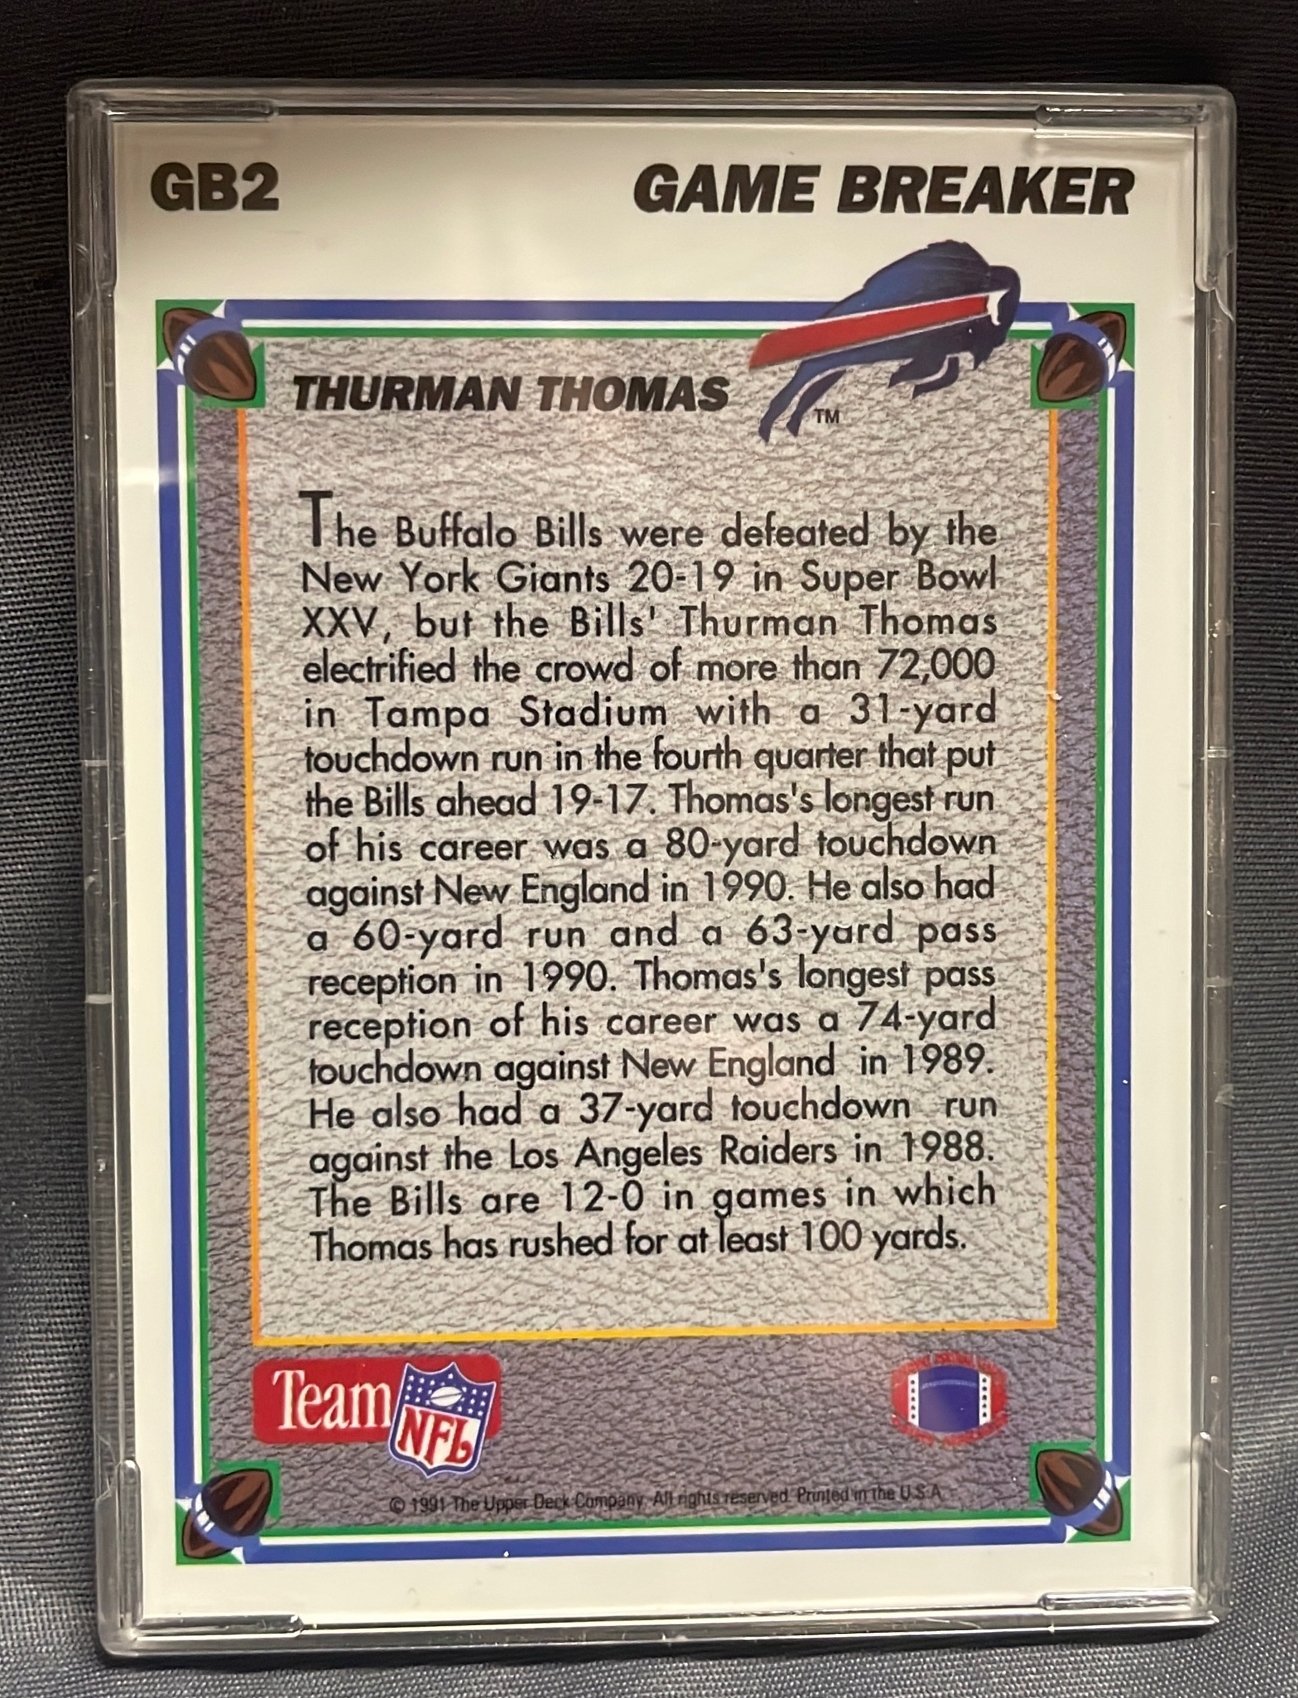 GB2 GAME BREAKER
THURMAN THOMAS
TM
The Buffalo Bills were defeated by the
New York Giants 20-19 in Super Bowl
XXV, but the Bills' Thurman Thomas
electrified the crowd of more than 72,000
in Tampa Stadium with a 31-yard
touchdown run in the fourth quarter that put
the Bills ahead 19-17. Thomas's longest run
of his career was a 80-yard touchdown
against New England in 1990. He also had
a 60-yard run and a 63-yard pass
reception in 1990. Thomas's longest pass
reception of his career was a 74-yard
touchdown against New England in 1989.
He also had a 37-yard touchdown run
against the Los Angeles Raiders in 1988.
The Bills are 12-0 in games in which
Thomas has rushed for at least 100 yards.
Team NFL
© 1991 The Upper Deck Company. All rights reserved. Printed in the U.S.A.